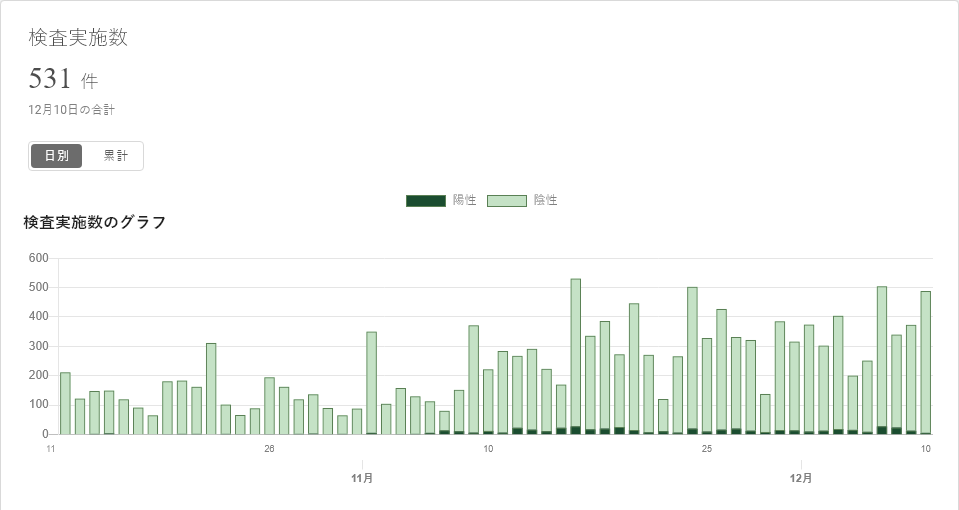 検査実施数
531 件
12月10日の合計
日別 累計
陽性 陰性
検査実施数のグラフ
600
500
400
300
200
100
0
11 26 10 25 10
11月 12月